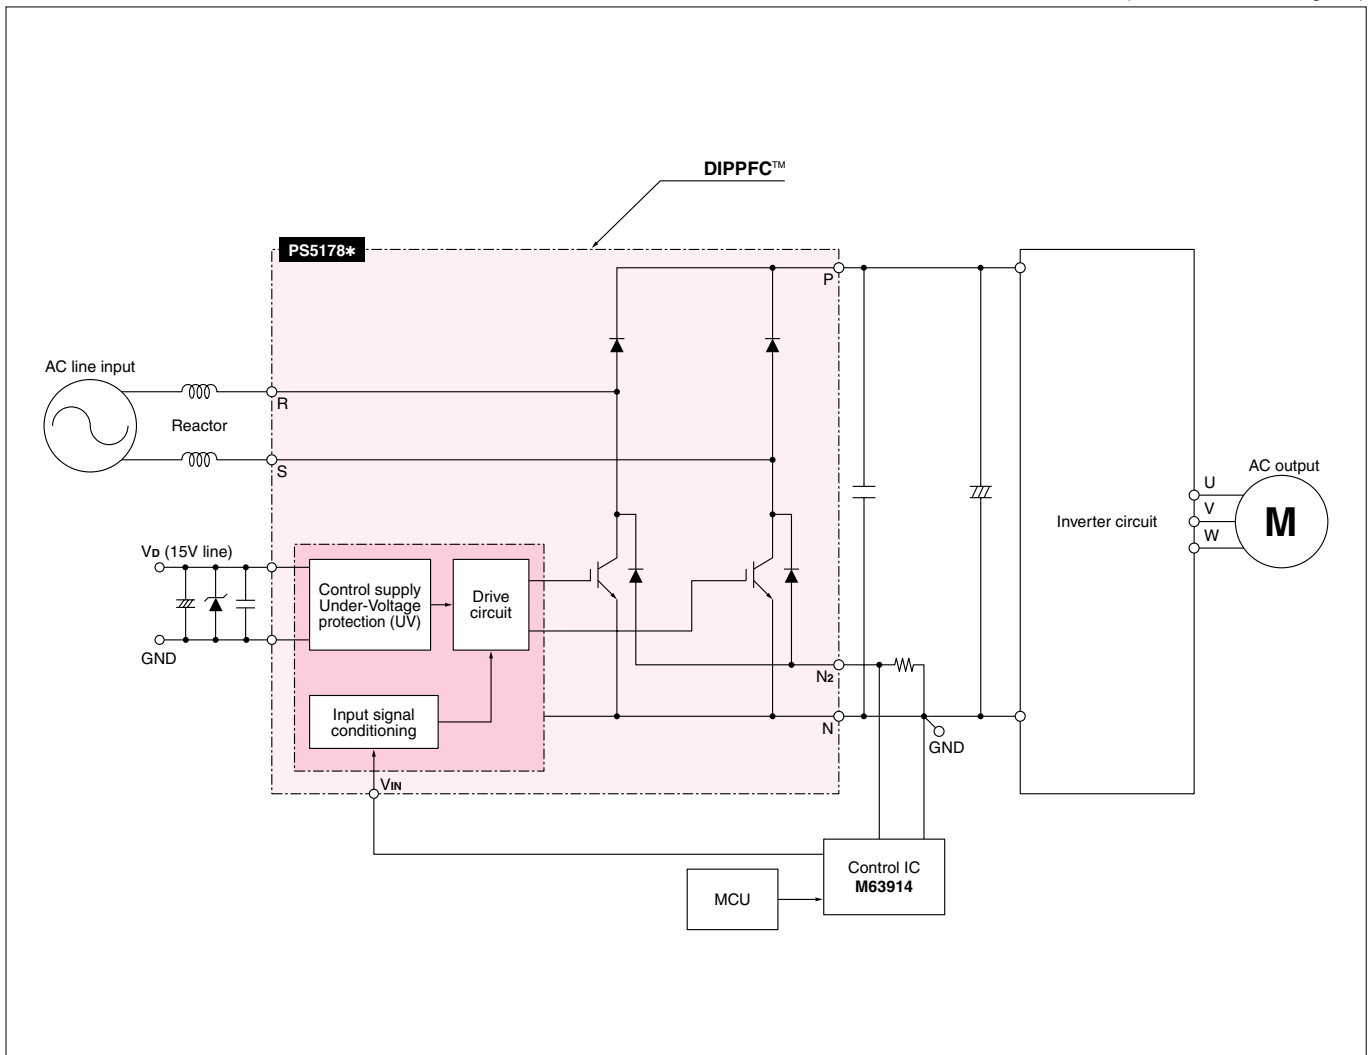 DIPPFC™
PS5178*
P
AC line input
R
Reactor
S
AC output
U
V
W
M
Inverter circuit
VD (15V line)
Control supply
Under-Voltage
protection (UV)
Drive
circuit
GND
N2
Input signal
conditioning
N
GND
VIN
Control IC
M63914
MCU